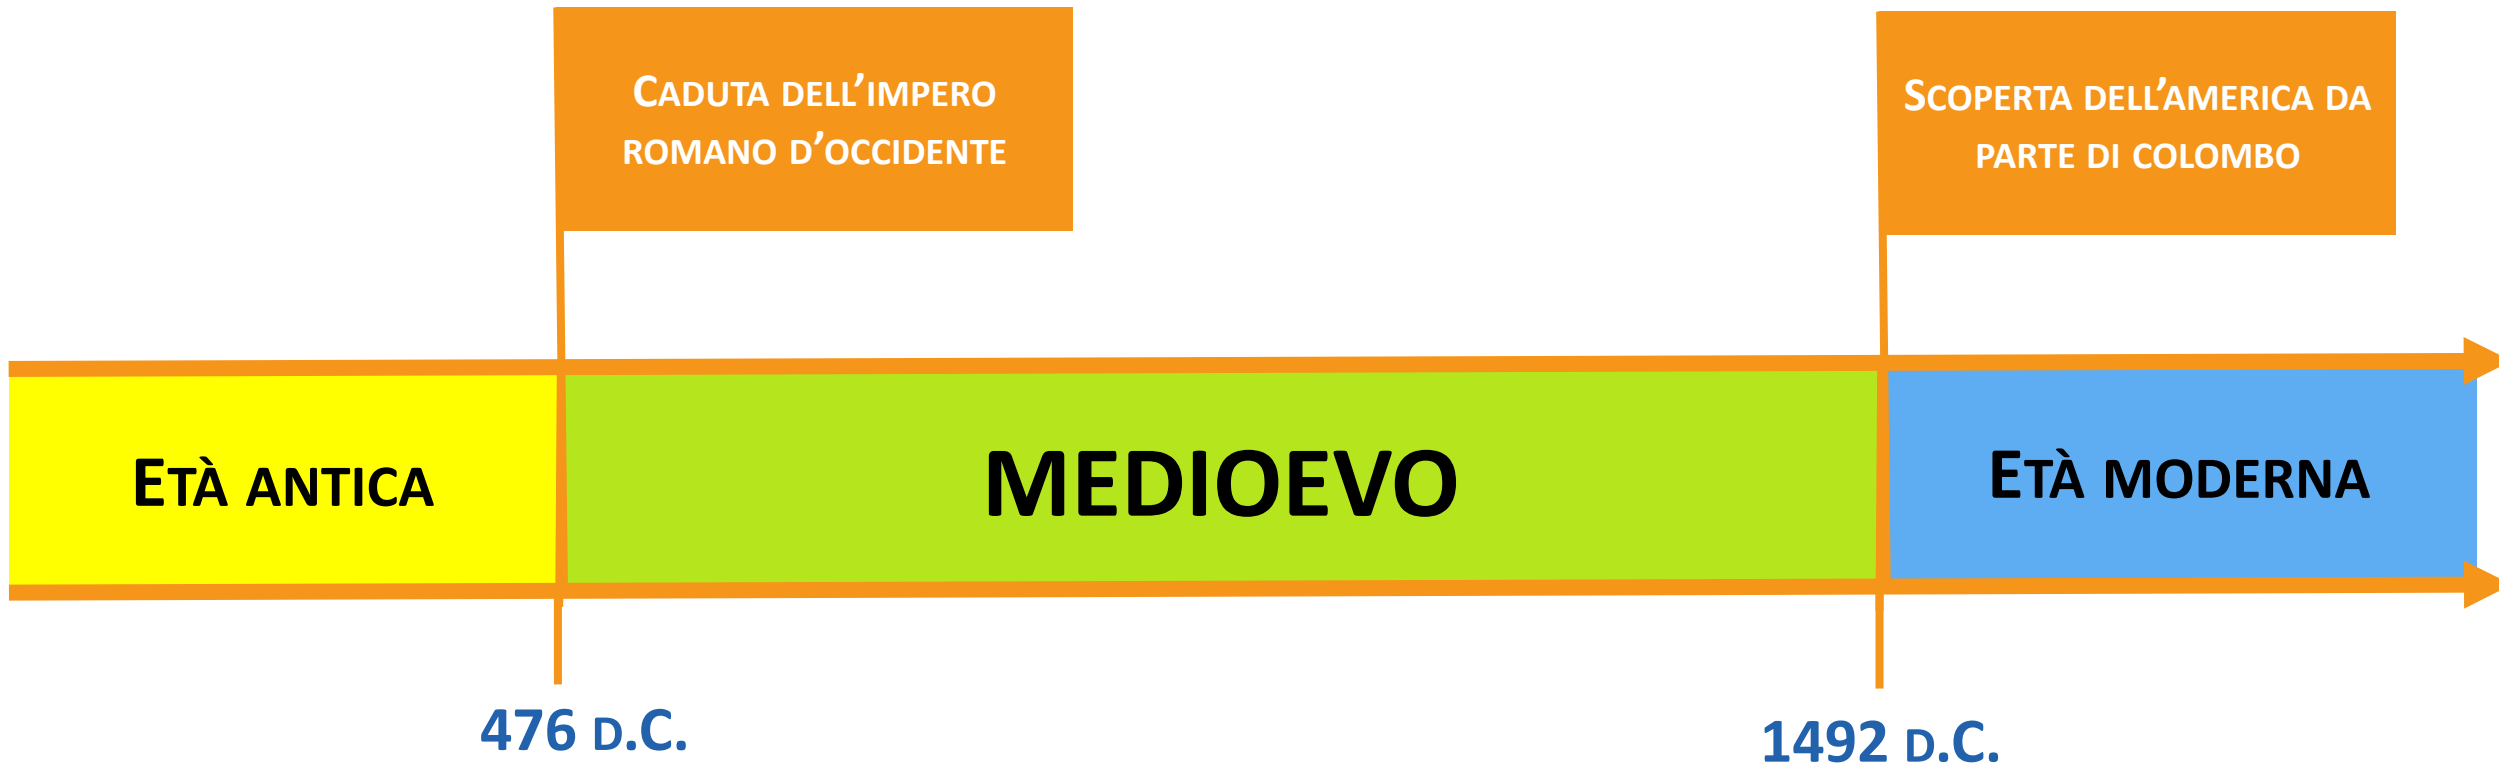 CADUTA DELL'IMPERO
ROMANO D'OCCIDENTE
SCOPERTA DELL'AMERICA DA
PARTE DI COLOMBO
ETÀ ANTICA
MEDIOEVO
ETÀ MODERNA
476 D.C.
1492 D.C.